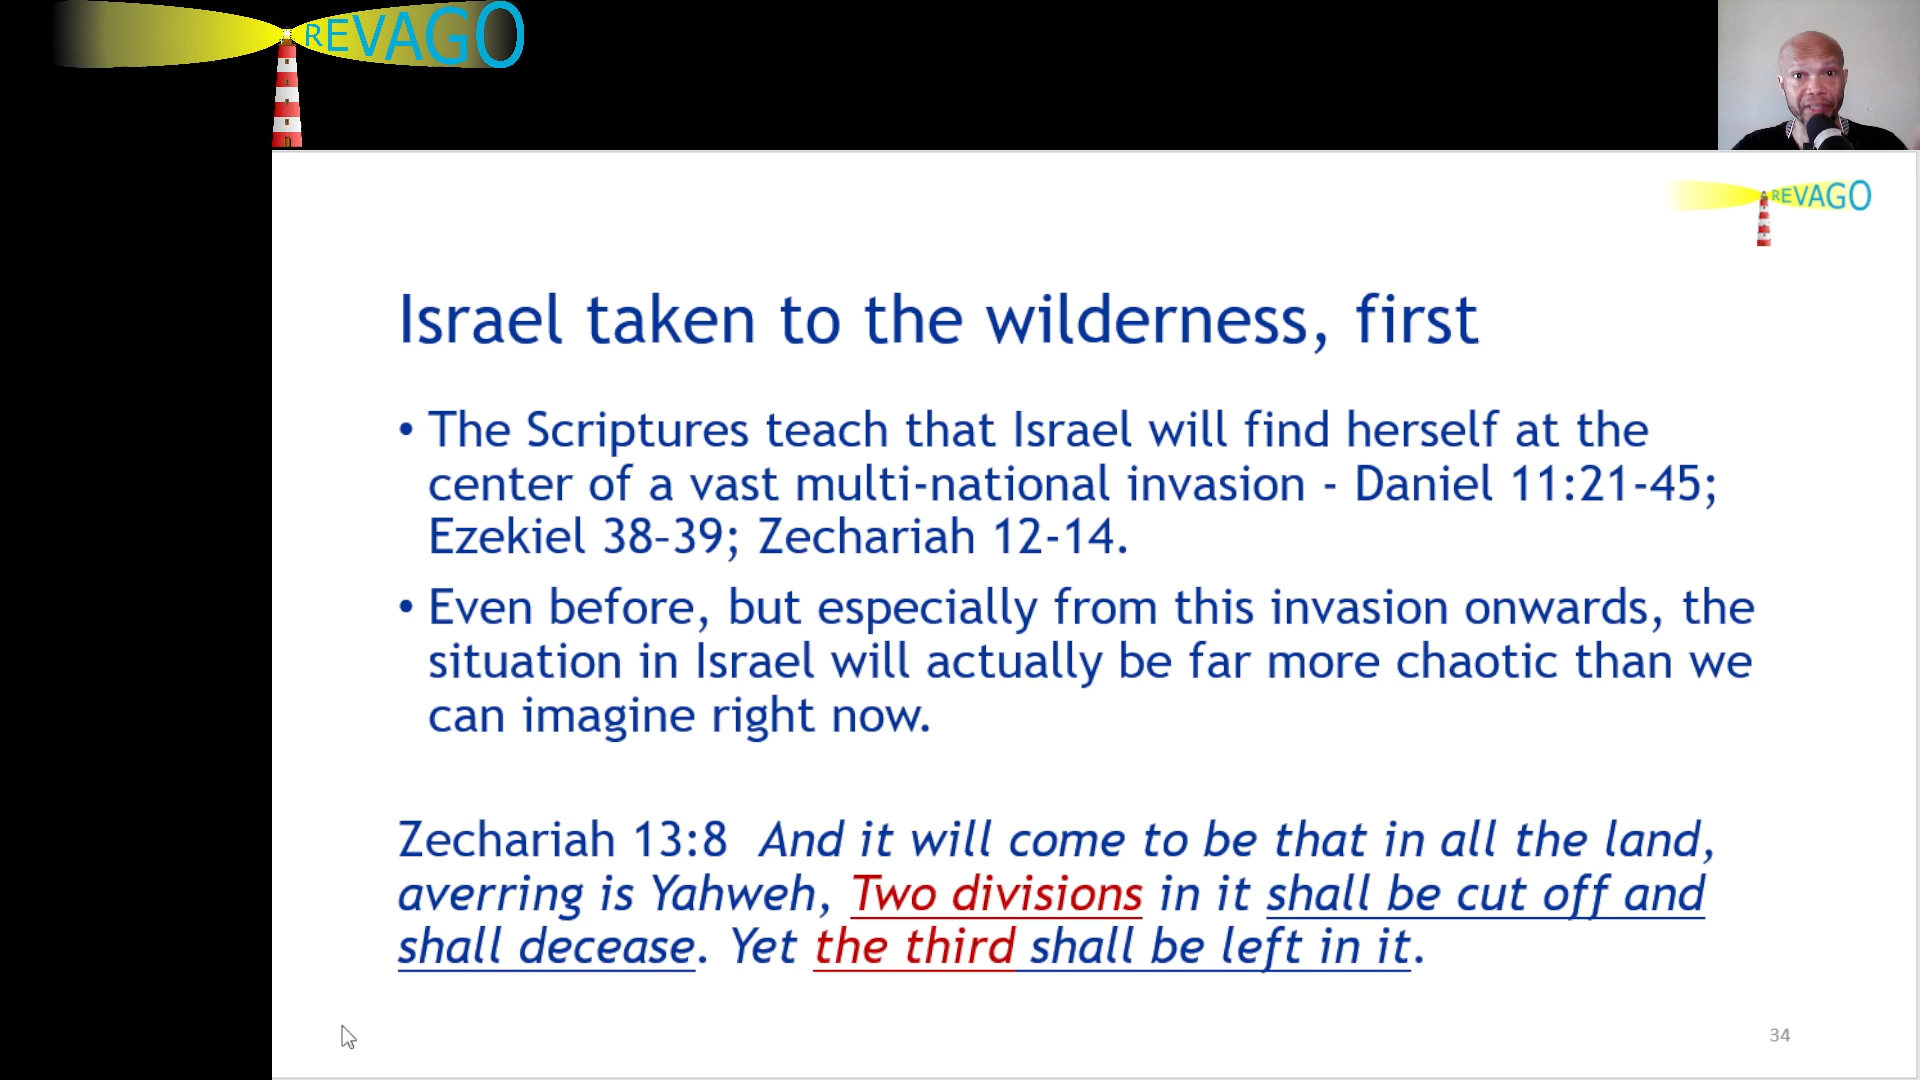 REVAGO
REVAGO
Israel taken to the wilderness, first
• The Scriptures teach that Israel will find herself at the
center of a vast multi-national invasion - Daniel 11:21-45;
Ezekiel 38–39; Zechariah 12-14.
• Even before, but especially from this invasion onwards, the
situation in Israel will actually be far more chaotic than we
can imagine right now.
Zechariah 13:8 And it will come to be that in all the land,
averring is Yahweh, Two divisions in it shall be cut off and
shall decease. Yet the third shall be left in it.
34